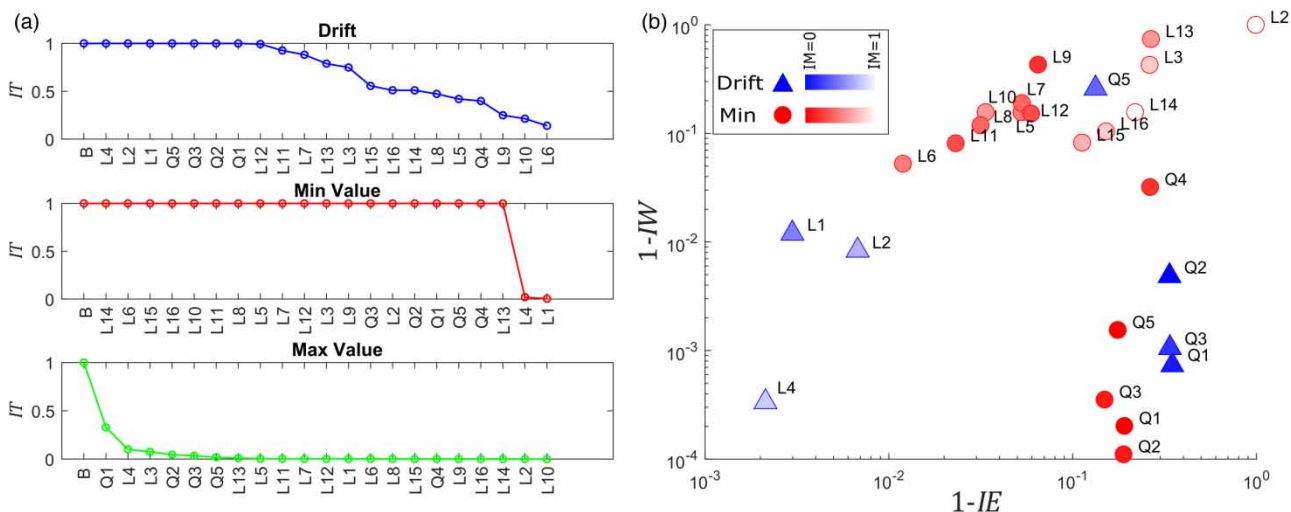 (a)
Drift
IT
1
0.5
0
B L4 L2 L1 Q5 Q3 Q2 Q1 L12 L11 L7 L13 L3 L15 L16 L14 L8 L5 Q4 L9 L10 L6
Min Value
IT
1
0.5
0
B L14 L6 L15 Q5 L16 L10 L11 L8 L5 L7 L12 L3 L9 Q3 L2 Q2 Q1 Q4 L13 L4 L1
Max Value
IT
1
0.5
0
B Q1 L4 L3 Q2 Q3 Q5 L13 L5 L11 L7 L12 L1 L6 L8 L15 Q4 L9 L16 L14 L2 L10
(b)
1-IW
10^0
10^-1
10^-2
10^-3
10^-4
IM=0 IM=1
Drift
Min
L2
L13
L3
L9
Q5
L7
L10
L12
L14
L8
L5
L16
L11
L15
L6
Q4
L1
L2
Q2
Q5
Q3
Q1
L4
Q3
Q1
Q2
10^-3 10^-2 10^-1 10^0
1-IE